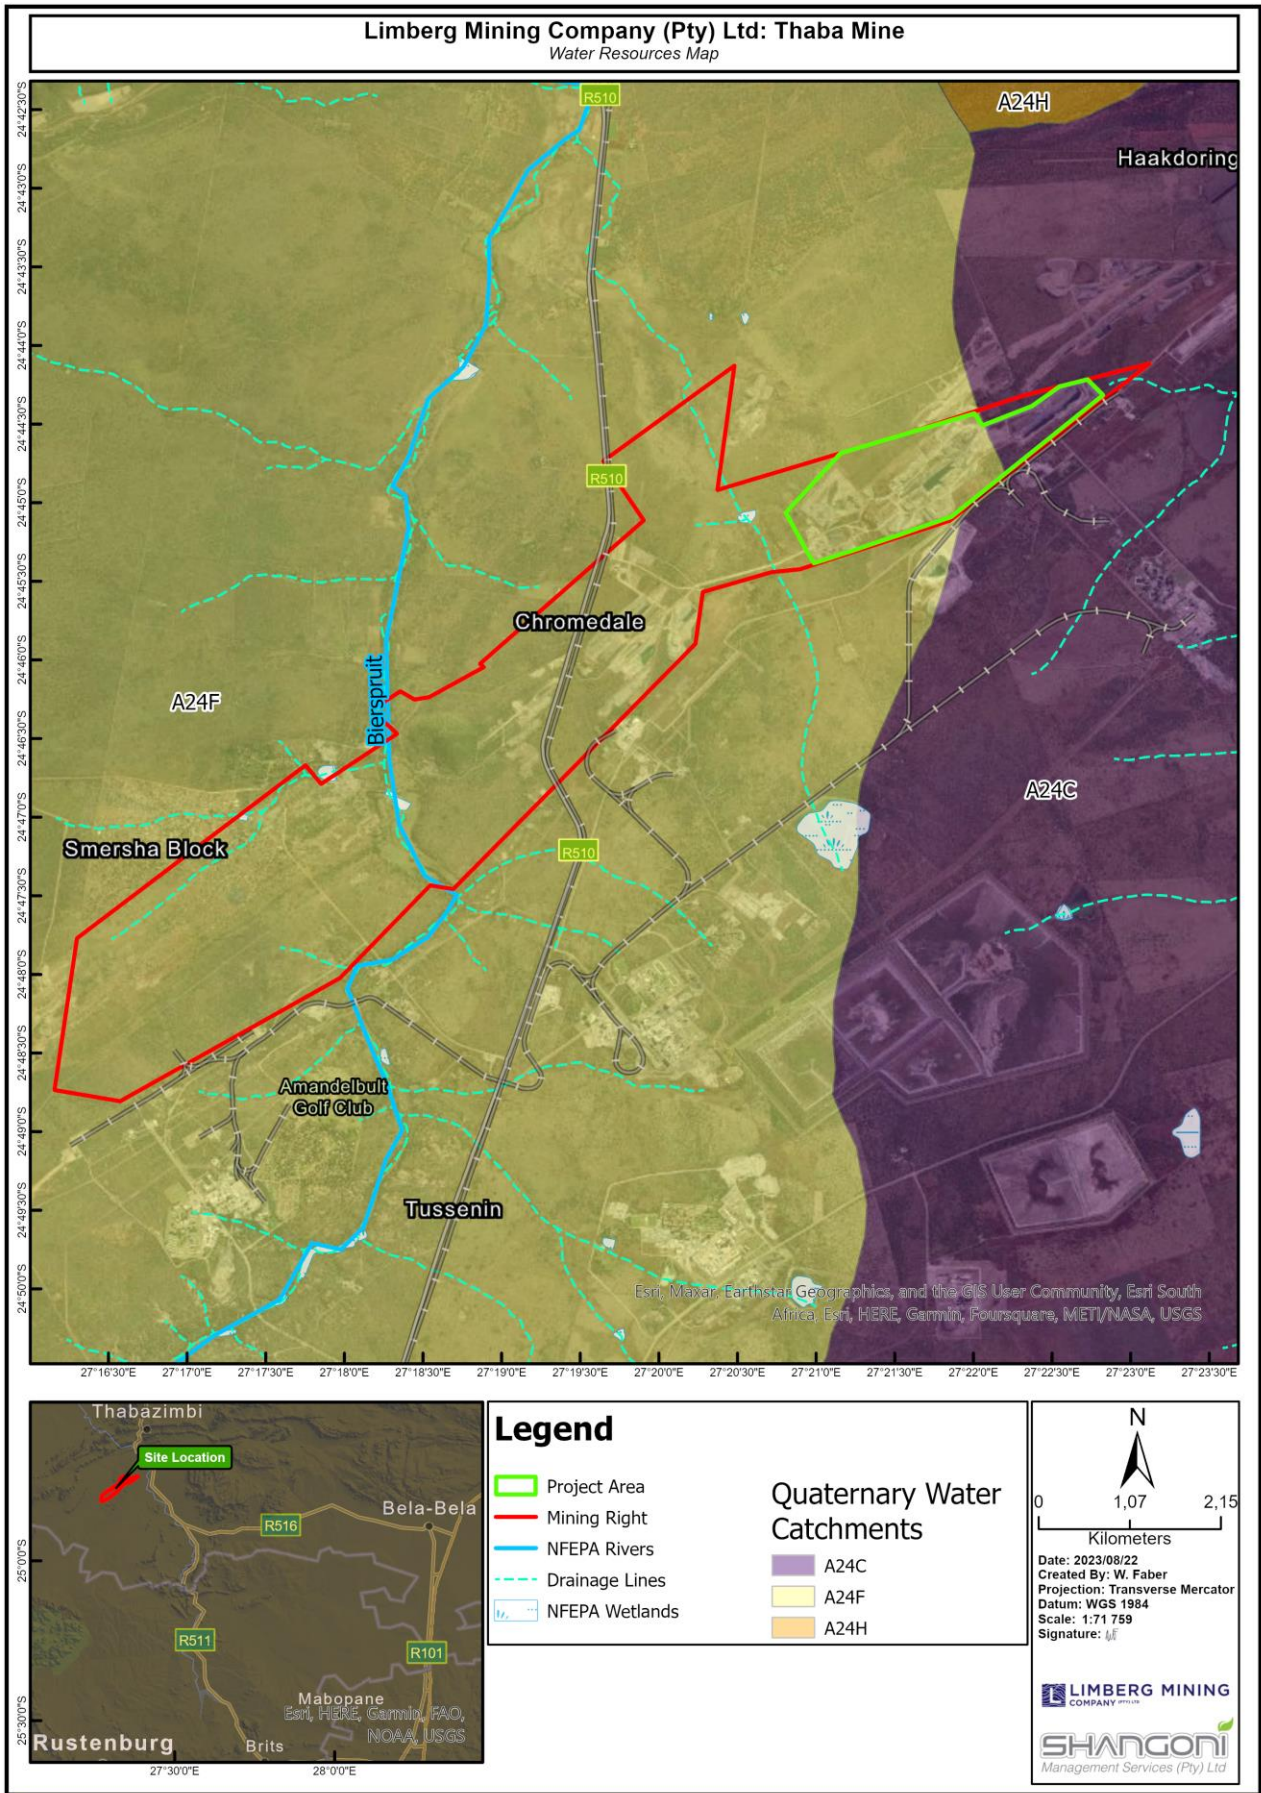 Limberg Mining Company (Pty) Ltd: Thaba Mine
Water Resources Map
R510
A24H
Haakdoring
R510
Chromedale
Bierspruit
A24F
A24C
Smersha Block
R510
Amandelbult
Golf Club
Tussenin
Esri, Maxar, Earthstar Geographics, and the GIS User Community, Esri South
Africa, Esri, HERE, Garmin, Foursquare, METI/NASA, USGS
24°42'30"S
24°43'0"S
24°43'30"S
24°44'0"S
24°44'30"S
24°45'0"S
24°45'30"S
24°46'0"S
24°46'30"S
24°47'0"S
24°47'30"S
24°48'0"S
24°48'30"S
24°49'0"S
24°49'30"S
24°50'0"S
27°16'30"E
27°17'0"E
27°17'30"E
27°18'0"E
27°18'30"E
27°19'0"E
27°19'30"E
27°20'0"E
27°20'30"E
27°21'0"E
27°21'30"E
27°22'0"E
27°22'30"E
27°23'0"E
27°23'30"E
Thabazimbi
Site Location
Bela-Bela
R516
R511
R101
Mabopane
Esri, HERE, Garmin, FAO,
NOAA, USGS
Rustenburg
Brits
25°0'0"S
25°30'0"S
27°30'0"E
28°0'0"E
Legend
Project Area
Mining Right
NFEPA Rivers
Drainage Lines
NFEPA Wetlands
Quaternary Water
Catchments
A24C
A24F
A24H
N
0 1,07 2,15
Kilometers
Date: 2023/08/22
Created By: W. Faber
Projection: Transverse Mercator
Datum: WGS 1984
Scale: 1:71 759
Signature:
LIMBERG MINING
COMPANY (PTY) LTD
SHANGONI
Management Services (Pty) Ltd